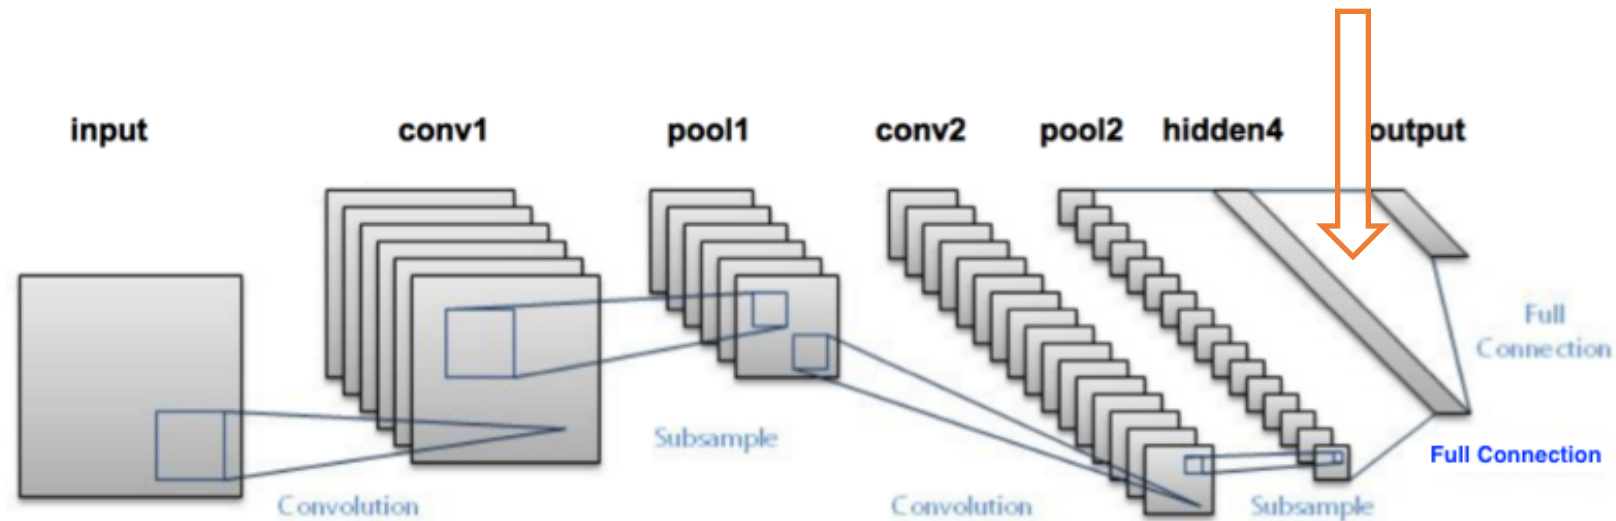 input
conv1
pool1
conv2
pool2
hidden4
output
Full
Connection
Subsample
Full Connection
Convolution
Convolution
Subsample